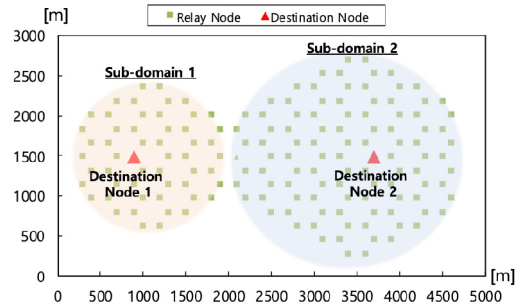 [m]
Relay Node Destination Node
Sub-domain 1
Sub-domain 2
3000
2500
2000
1500
1000
500
0
Destination
Node 1
Destination
Node 2
[m]
0 500 1000 1500 2000 2500 3000 3500 4000 4500 5000